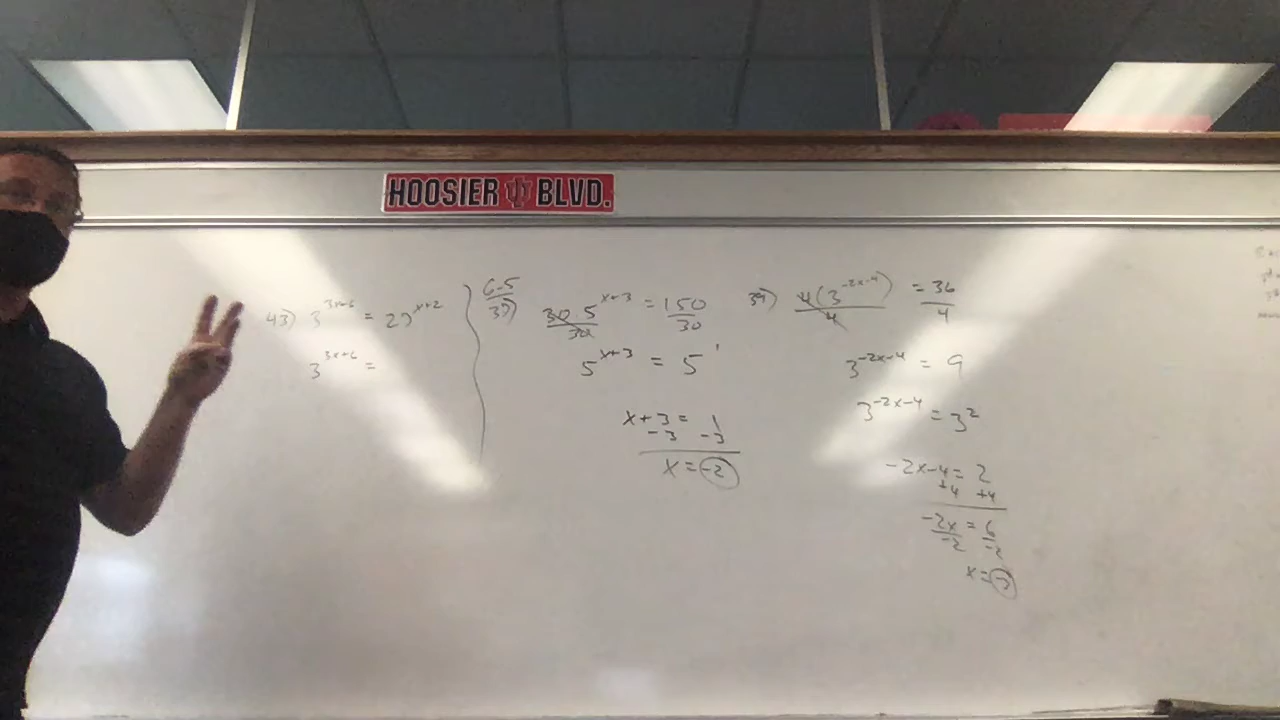 HOOSIER BLVD.
43) 3^(3x+6) = 27^(x+2)
3^(3x+6) =
6.5
37) 30·5^(x+3) = 150
30 30
5^(x+3) = 5^1
x+3 = 1
-3 -3
x = -2
39) 4(3^(-2x-4)) = 36
4 4
3^(-2x-4) = 9
3^(-2x-4) = 3^2
-2x-4 = 2
+4 +4
-2x = 6
-2 -2
x = -3